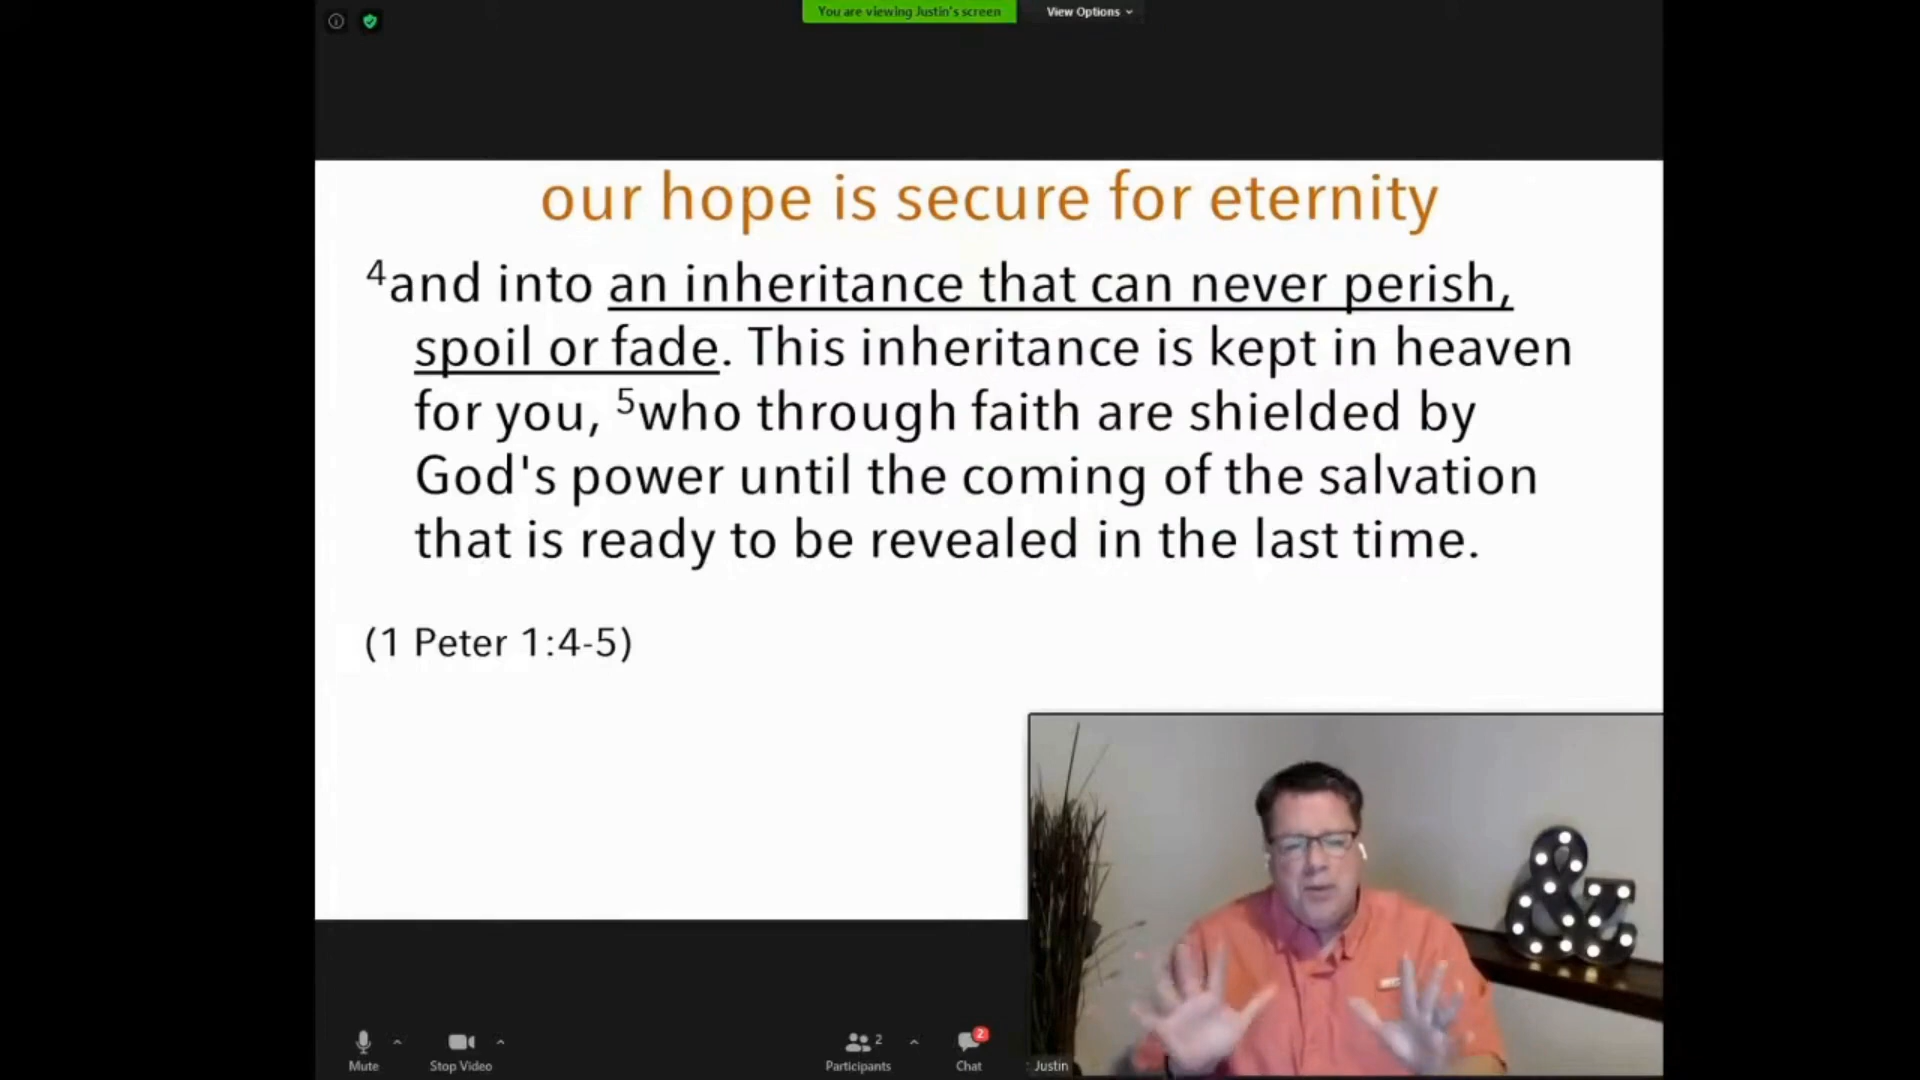 You are viewing Justin's screen
View Options
our hope is secure for eternity
4and into an inheritance that can never perish,
spoil or fade. This inheritance is kept in heaven
for you, 5who through faith are shielded by
God's power until the coming of the salvation
that is ready to be revealed in the last time.
(1 Peter 1:4-5)
&
Mute
Stop Video
2
Participants
2
Chat
Justin